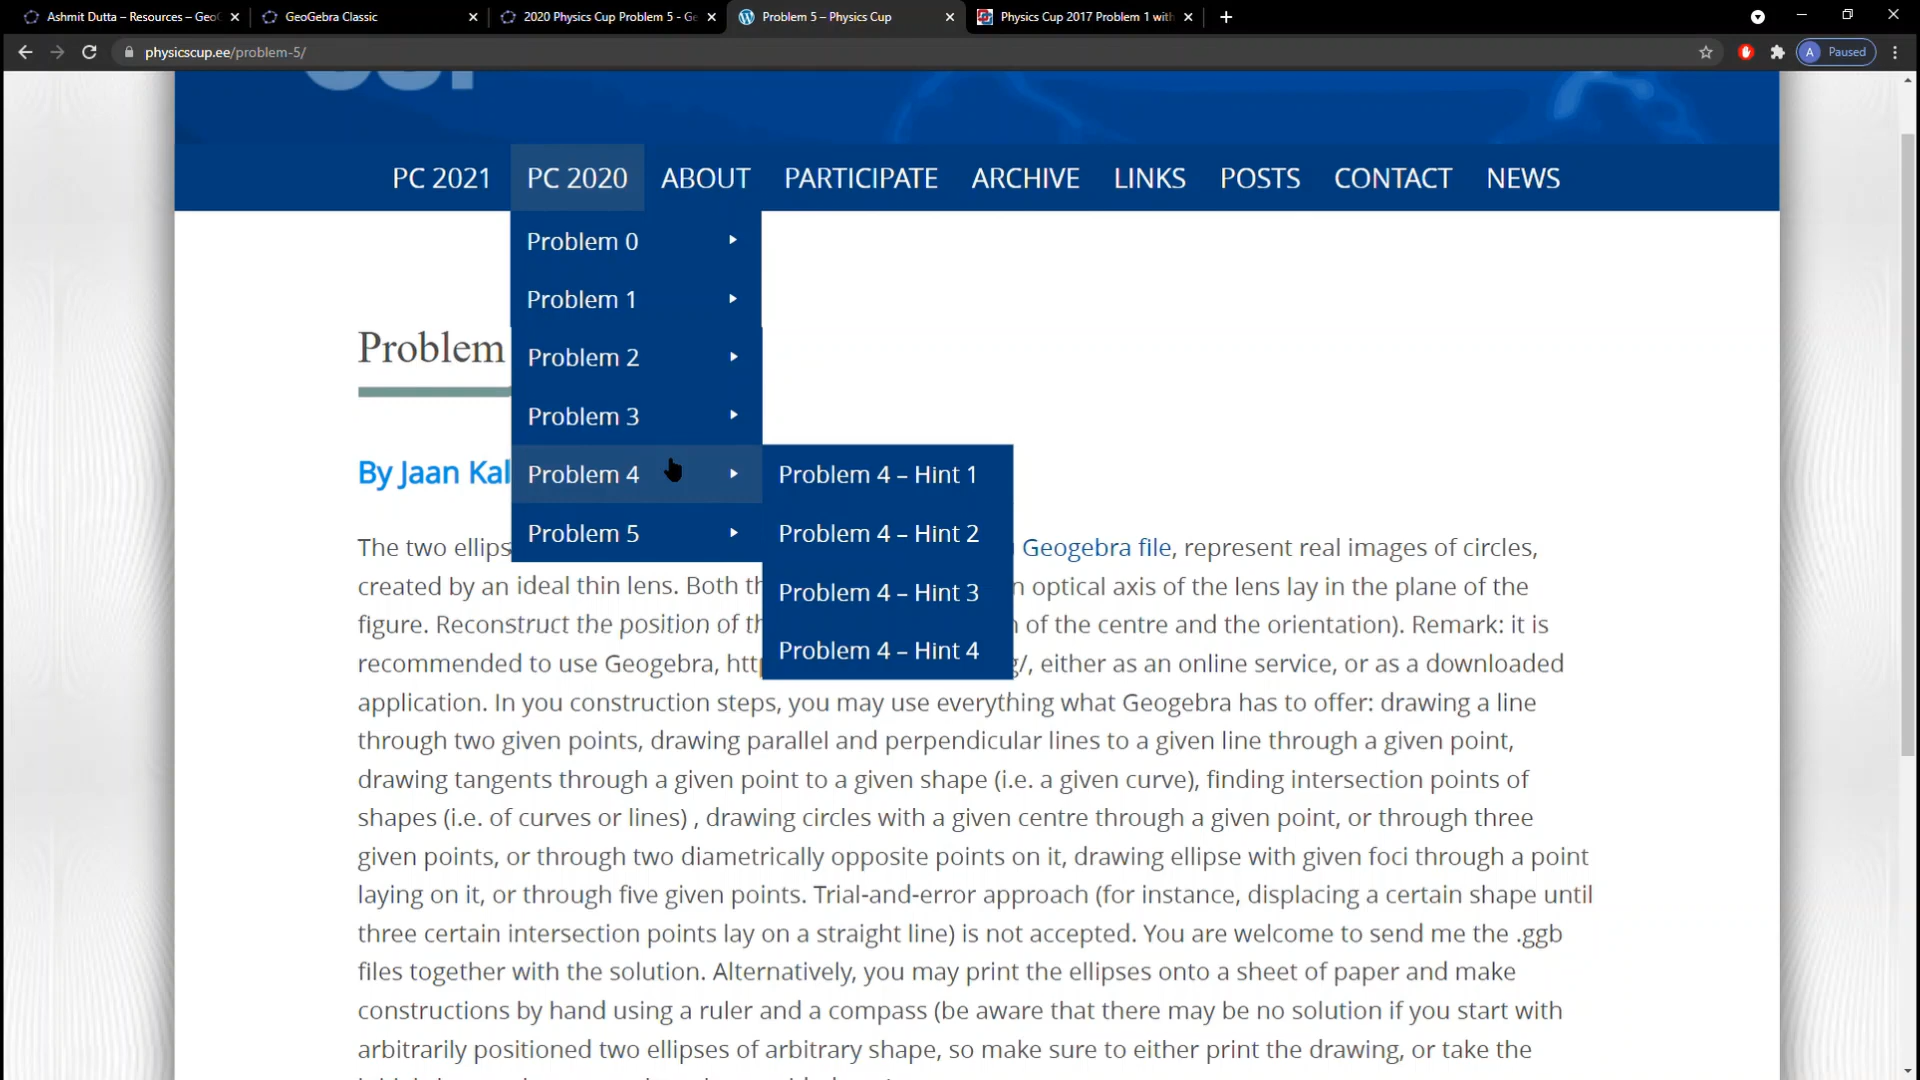 Ashmit Dutta – Resources – GeoG
GeoGebra Classic
2020 Physics Cup Problem 5 - Ge
Problem 5 – Physics Cup
Physics Cup 2017 Problem 1 with
physicscup.ee/problem-5/
A Paused
PC 2021 PC 2020 ABOUT PARTICIPATE ARCHIVE LINKS POSTS CONTACT NEWS
Problem 0
Problem 1
Problem 2
Problem 3
Problem 4
Problem 5
Problem 4 – Hint 1
Problem 4 – Hint 2
Problem 4 – Hint 3
Problem 4 – Hint 4
Problem
By Jaan Kal
The two ellips Geogebra file, represent real images of circles,
created by an ideal thin lens. Both th n optical axis of the lens lay in the plane of the
figure. Reconstruct the position of th of the centre and the orientation). Remark: it is
recommended to use Geogebra, http g/, either as an online service, or as a downloaded
application. In you construction steps, you may use everything what Geogebra has to offer: drawing a line
through two given points, drawing parallel and perpendicular lines to a given line through a given point,
drawing tangents through a given point to a given shape (i.e. a given curve), finding intersection points of
shapes (i.e. of curves or lines) , drawing circles with a given centre through a given point, or through three
given points, or through two diametrically opposite points on it, drawing ellipse with given foci through a point
laying on it, or through five given points. Trial-and-error approach (for instance, displacing a certain shape until
three certain intersection points lay on a straight line) is not accepted. You are welcome to send me the .ggb
files together with the solution. Alternatively, you may print the ellipses onto a sheet of paper and make
constructions by hand using a ruler and a compass (be aware that there may be no solution if you start with
arbitrarily positioned two ellipses of arbitrary shape, so make sure to either print the drawing, or take the